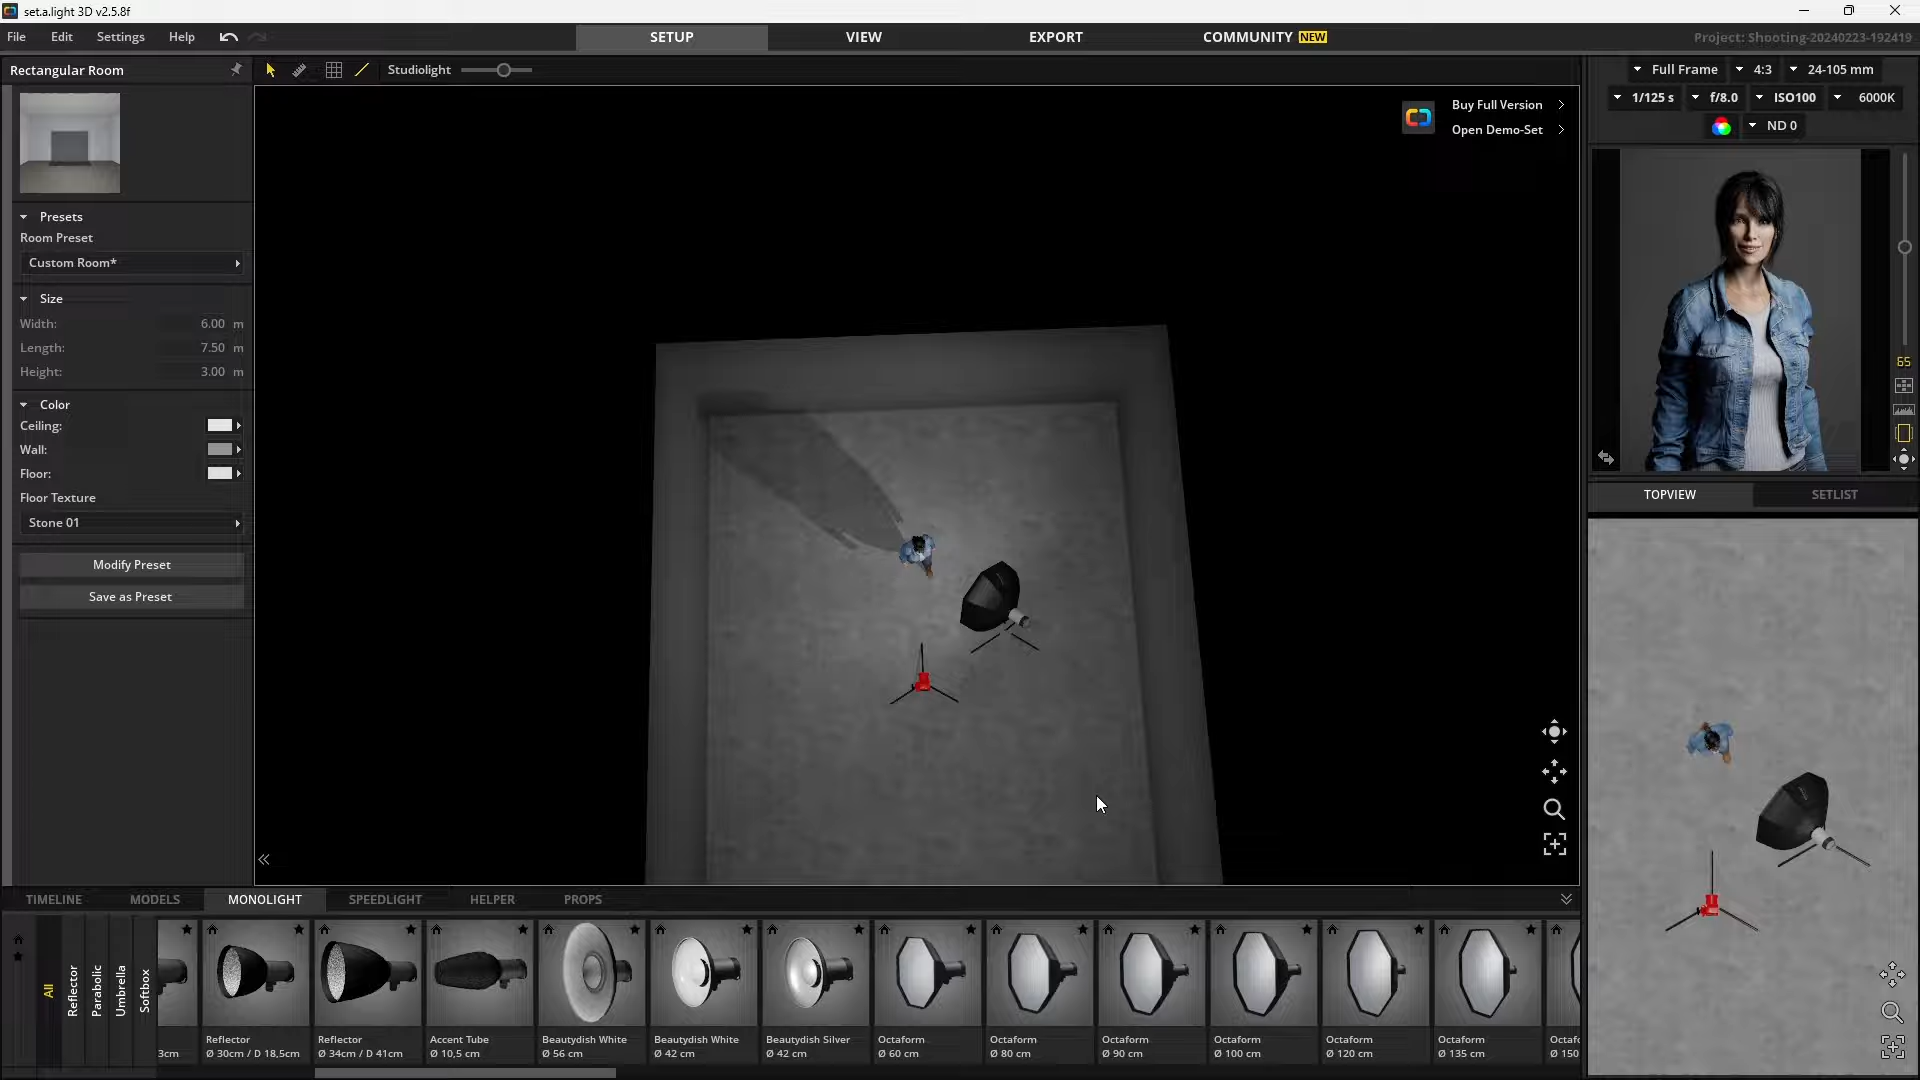 set.a.light 3D v2.5.8f
File Edit Settings Help
SETUP VIEW EXPORT COMMUNITY NEW
Project: Shooting-20240223-192419
Rectangular Room
Studiolight
Full Frame 4:3 24-105 mm
1/125 s f/8.0 ISO100 6000K
ND 0
Buy Full Version
Open Demo-Set
Presets
Room Preset
Custom Room*
Size
Width: 6.00 m
Length: 7.50 m
Height: 3.00 m
Color
Ceiling:
Wall:
Floor:
Floor Texture
Stone 01
Modify Preset
Save as Preset
65
TOPVIEW SETLIST
TIMELINE MODELS MONOLIGHT SPEEDLIGHT HELPER PROPS
All
Reflector
Parabolic
Umbrella
Softbox
3cm
Reflector
Ø 30cm / D 18,5cm
Reflector
Ø 34cm / D 41cm
Accent Tube
Ø 10,5 cm
Beautydish White
Ø 56 cm
Beautydish White
Ø 42 cm
Beautydish Silver
Ø 42 cm
Octaform
Ø 60 cm
Octaform
Ø 80 cm
Octaform
Ø 90 cm
Octaform
Ø 100 cm
Octaform
Ø 120 cm
Octaform
Ø 135 cm
Octaf
Ø 150